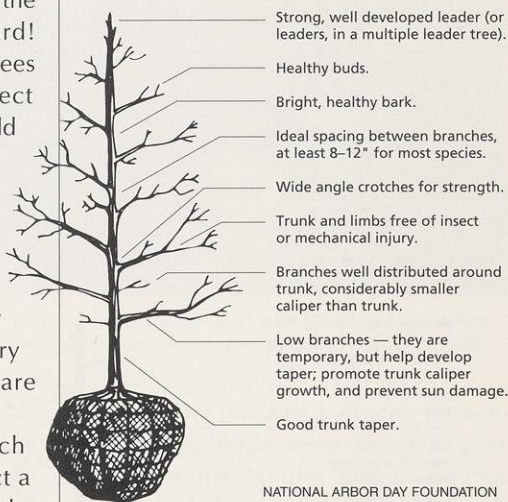 the
rd!
ees
ect
ld
ry
are
ch
ct a
Strong, well developed leader (or
leaders, in a multiple leader tree).
Healthy buds.
Bright, healthy bark.
Ideal spacing between branches,
at least 8–12" for most species.
Wide angle crotches for strength.
Trunk and limbs free of insect
or mechanical injury.
Branches well distributed around
trunk, considerably smaller
caliper than trunk.
Low branches — they are
temporary, but help develop
taper; promote trunk caliper
growth, and prevent sun damage.
Good trunk taper.
NATIONAL ARBOR DAY FOUNDATION